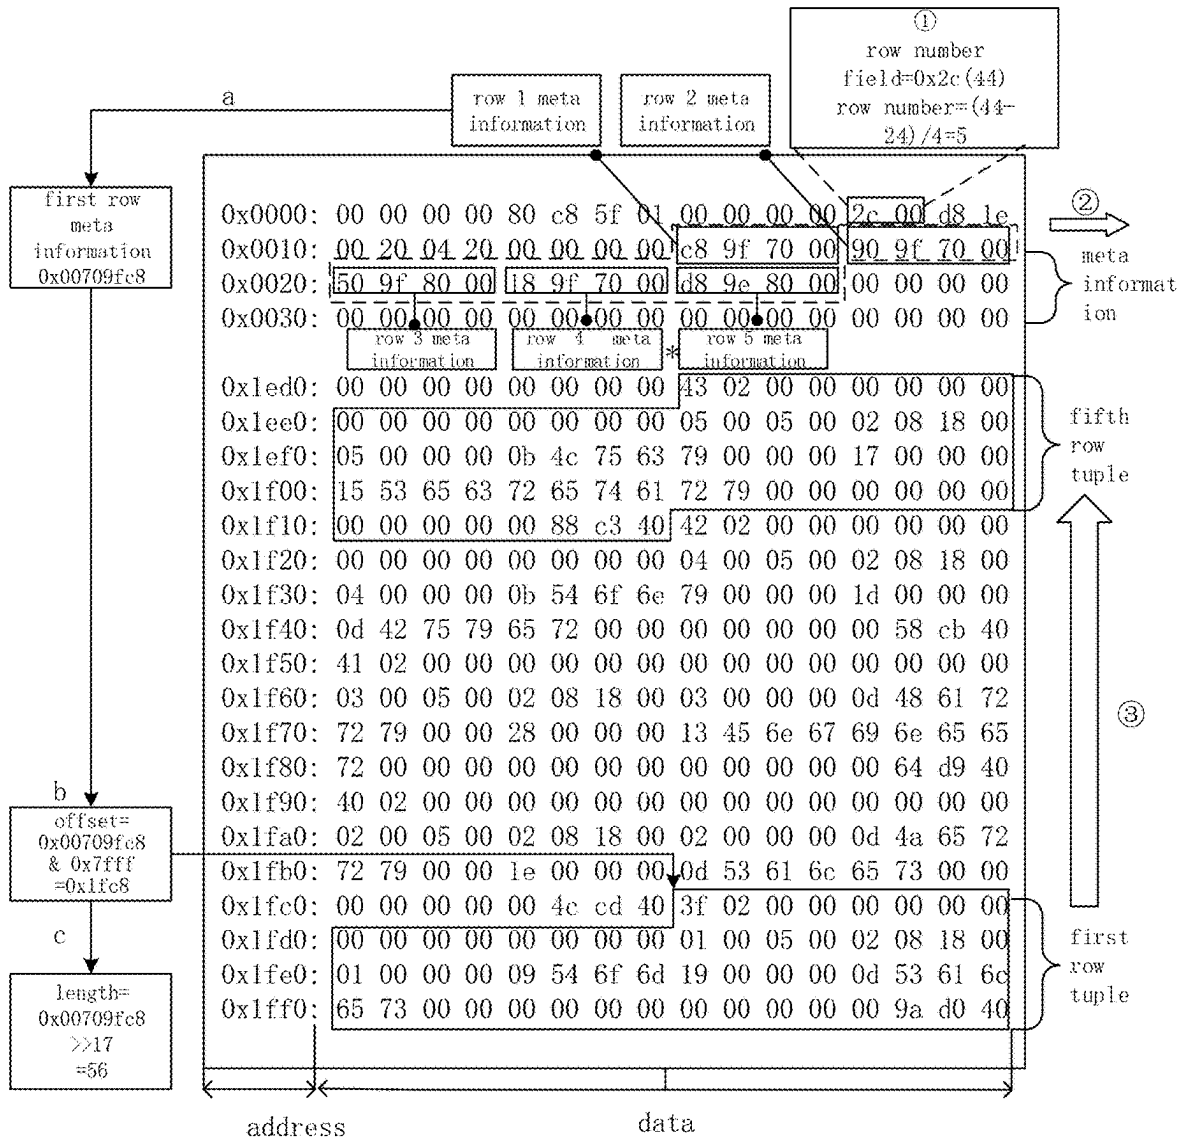 ①
row number
field=0x2c(44)
row number=(44-
24)/4=5
a
row 1 meta
information
row 2 meta
information
first row
meta
information
0x00709fc8
0x0000: 00 00 00 00 80 c8 5f 01 00 00 00 00 2c 00 d8 1e
②
0x0010: 00 20 04 20 00 00 00 00 c8 9f 70 00 90 9f 70 00
0x0020: 50 9f 80 00 18 9f 70 00 d8 9e 80 00 00 00 00 00
0x0030: 00 00 00 00 00 00 00 00 00 00 00 00 00 00 00 00
meta
informat
ion
row 3 meta
information
row 4 meta
information
*
row 5 meta
information
0x1ed0: 00 00 00 00 00 00 00 00 43 02 00 00 00 00 00 00
0x1ee0: 00 00 00 00 00 00 00 00 05 00 05 00 02 08 18 00
0x1ef0: 05 00 00 00 0b 4c 75 63 79 00 00 00 17 00 00 00
0x1f00: 15 53 65 63 72 65 74 61 72 79 00 00 00 00 00 00
0x1f10: 00 00 00 00 00 88 c3 40 42 02 00 00 00 00 00 00
fifth
row
tuple
0x1f20: 00 00 00 00 00 00 00 00 04 00 05 00 02 08 18 00
0x1f30: 04 00 00 00 0b 54 6f 6e 79 00 00 00 1d 00 00 00
0x1f40: 0d 42 75 79 65 72 00 00 00 00 00 00 00 58 cb 40
0x1f50: 41 02 00 00 00 00 00 00 00 00 00 00 00 00 00 00
0x1f60: 03 00 05 00 02 08 18 00 03 00 00 00 0d 48 61 72
0x1f70: 72 79 00 00 28 00 00 00 13 45 6e 67 69 6e 65 65
③
0x1f80: 72 00 00 00 00 00 00 00 00 00 00 00 00 64 d9 40
0x1f90: 40 02 00 00 00 00 00 00 00 00 00 00 00 00 00 00
0x1fa0: 02 00 05 00 02 08 18 00 02 00 00 00 0d 4a 65 72
0x1fb0: 72 79 00 00 1e 00 00 00 0d 53 61 6c 65 73 00 00
0x1fc0: 00 00 00 00 00 4c cd 40 3f 02 00 00 00 00 00 00
0x1fd0: 00 00 00 00 00 00 00 00 01 00 05 00 02 08 18 00
0x1fe0: 01 00 00 00 09 54 6f 6d 19 00 00 00 0d 53 61 6c
0x1ff0: 65 73 00 00 00 00 00 00 00 00 00 00 00 9a d0 40
first
row
tuple
b
offset=
0x00709fc8
& 0x7fff
=0x1fc8
c
length=
0x00709fc8
>>17
=56
address
data